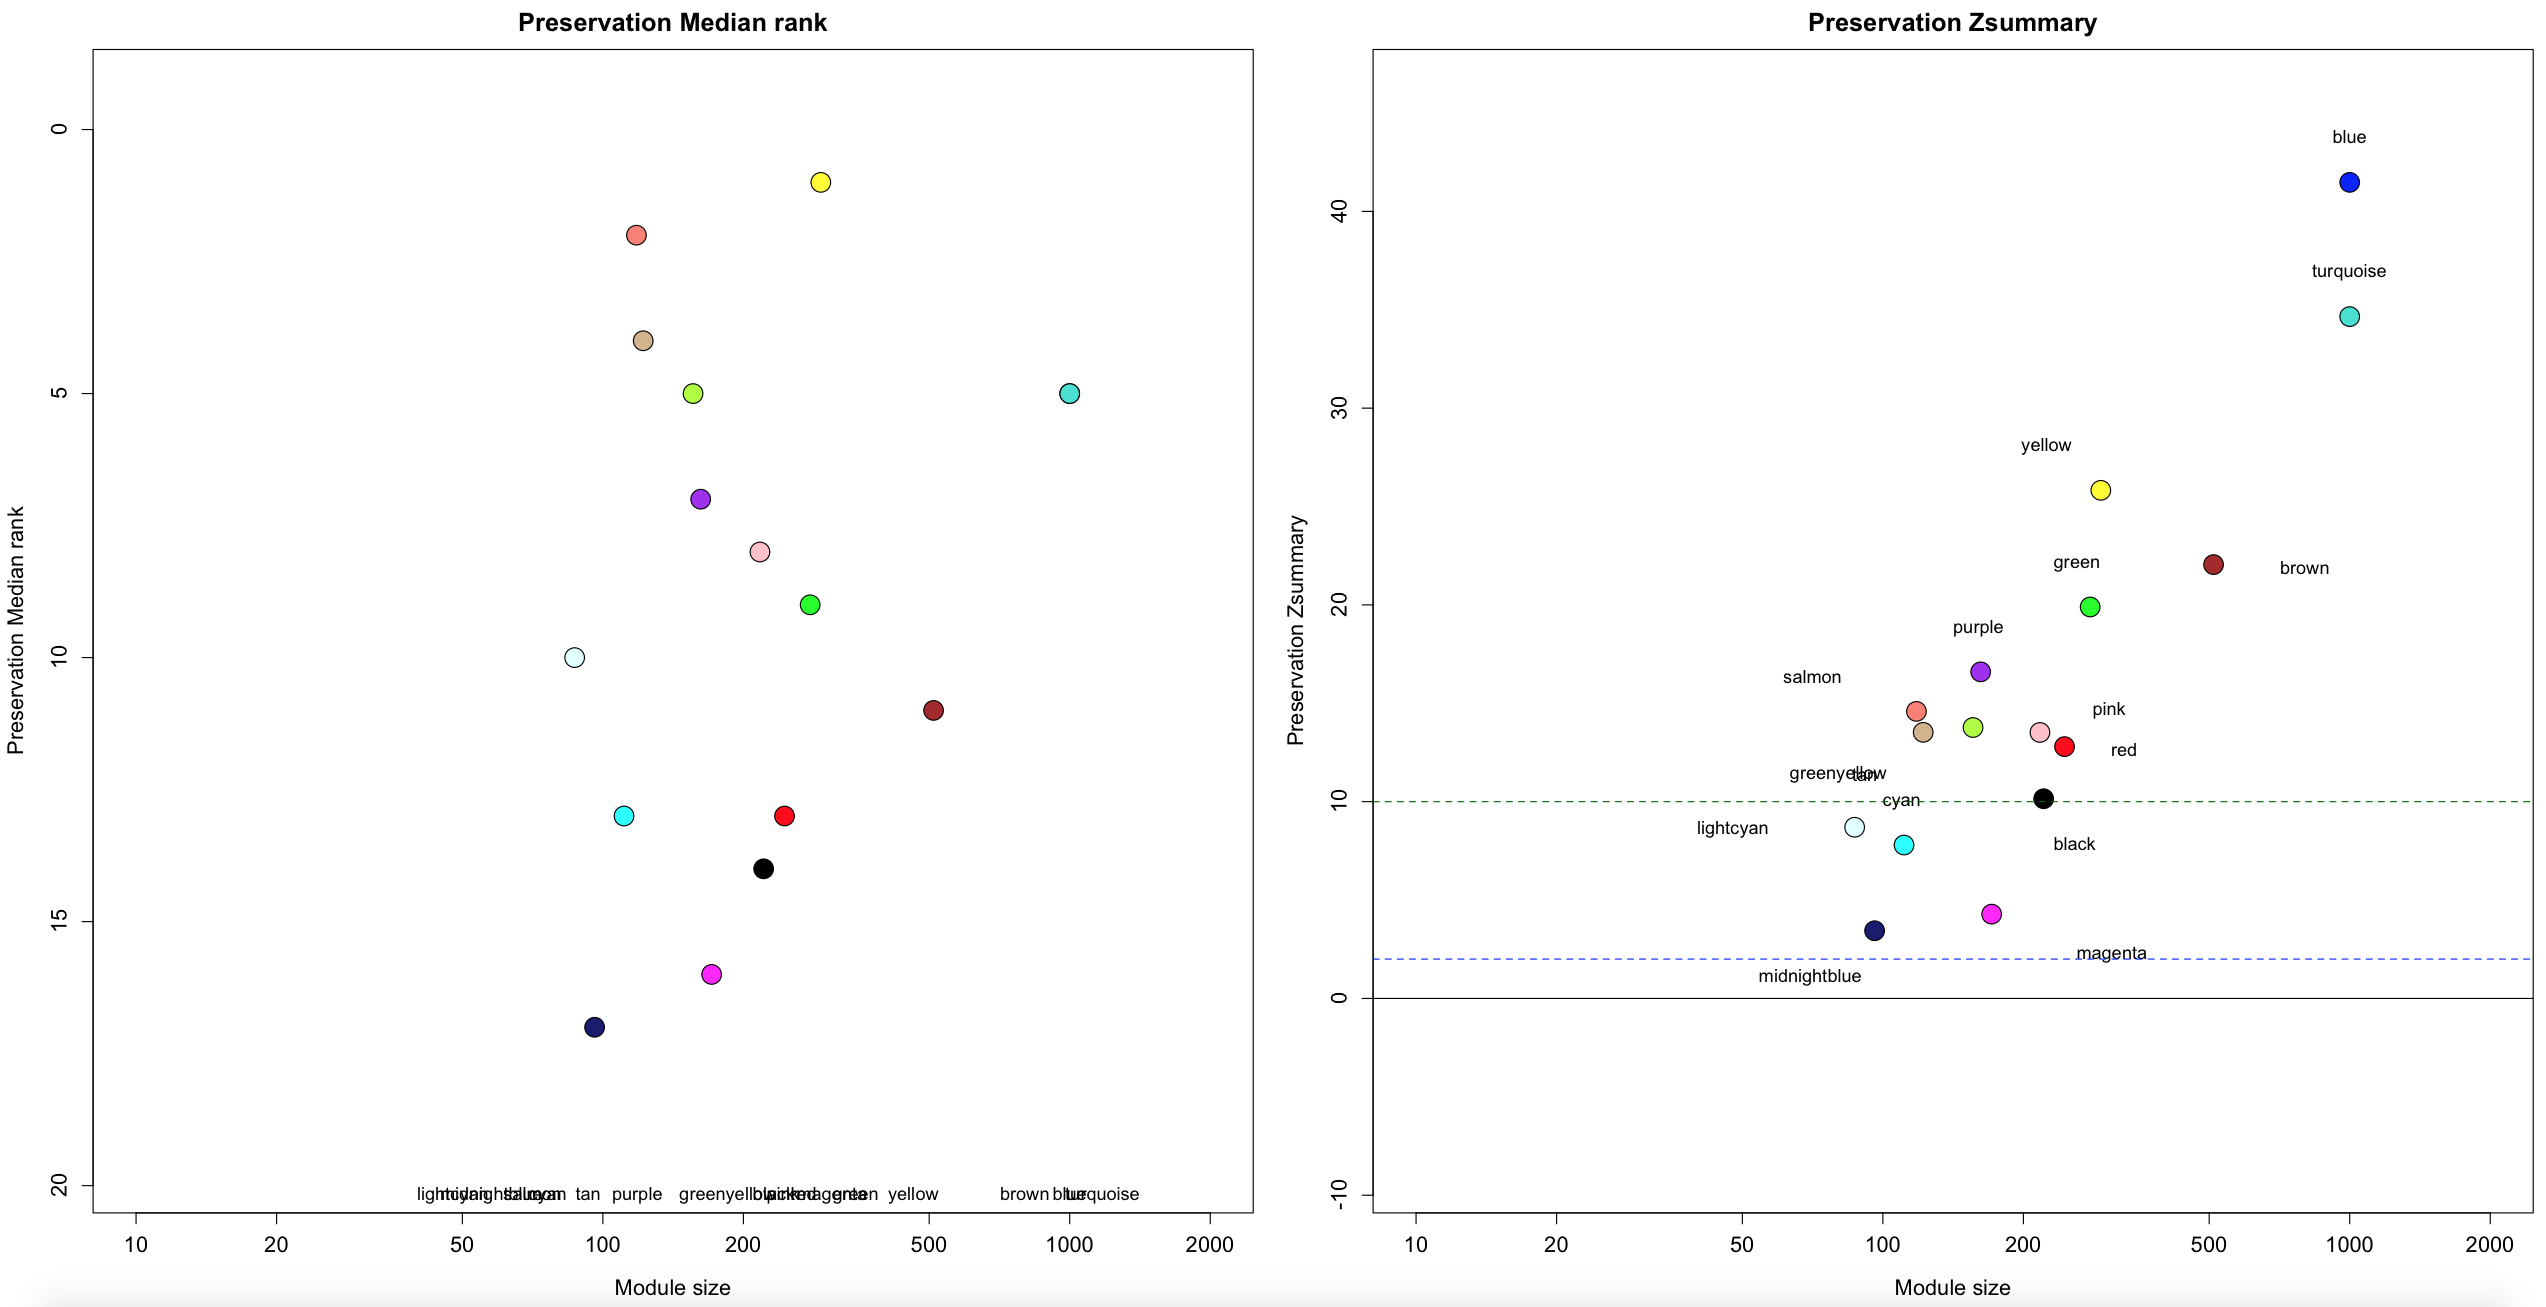 Preservation Median rank
0
5
10
15
20
Preservation Median rank
tan purple yellow brown
10 20 50 100 200 500 1000 2000
Module size
Preservation Zsummary
40
30
20
10
0
-10
Preservation Zsummary
blue
turquoise
yellow
green
brown
purple
salmon
pink
red
greenyellow
tan
cyan
lightcyan
black
magenta
midnightblue
10 20 50 100 200 500 1000 2000
Module size